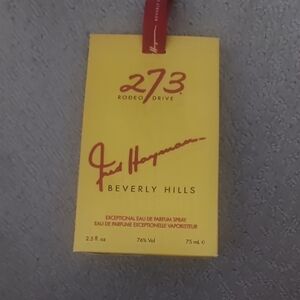 273
RODEO DRIVE
Fred Hayman
BEVERLY HILLS
EXCEPTIONAL EAU DE PARFUM SPRAY
EAU DE PARFUME EXCEPTIONELLE VAPORISATEUR
2.5 fl oz 76% Vol 75 mL e